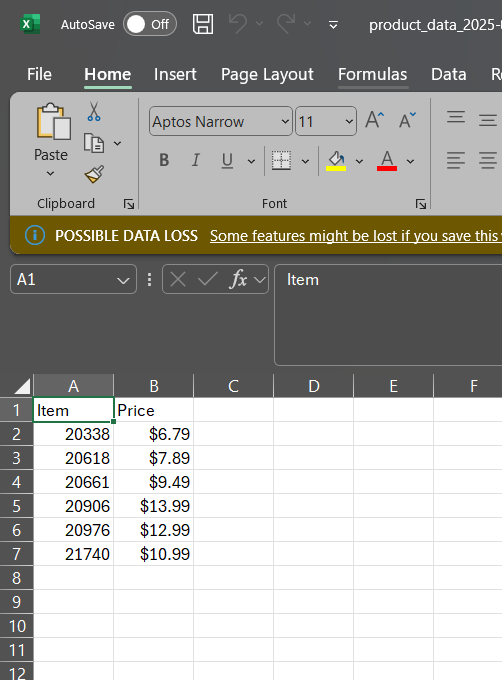 AutoSave Off product_data_2025-
File Home Insert Page Layout Formulas Data
Paste
Aptos Narrow 11 A A
B I U A
Clipboard Font
POSSIBLE DATA LOSS Some features might be lost if you save this
A1 fx Item
A B C D E F
1 Item Price
2 20338 $6.79
3 20618 $7.89
4 20661 $9.49
5 20906 $13.99
6 20976 $12.99
7 21740 $10.99
8
9
10
11
12